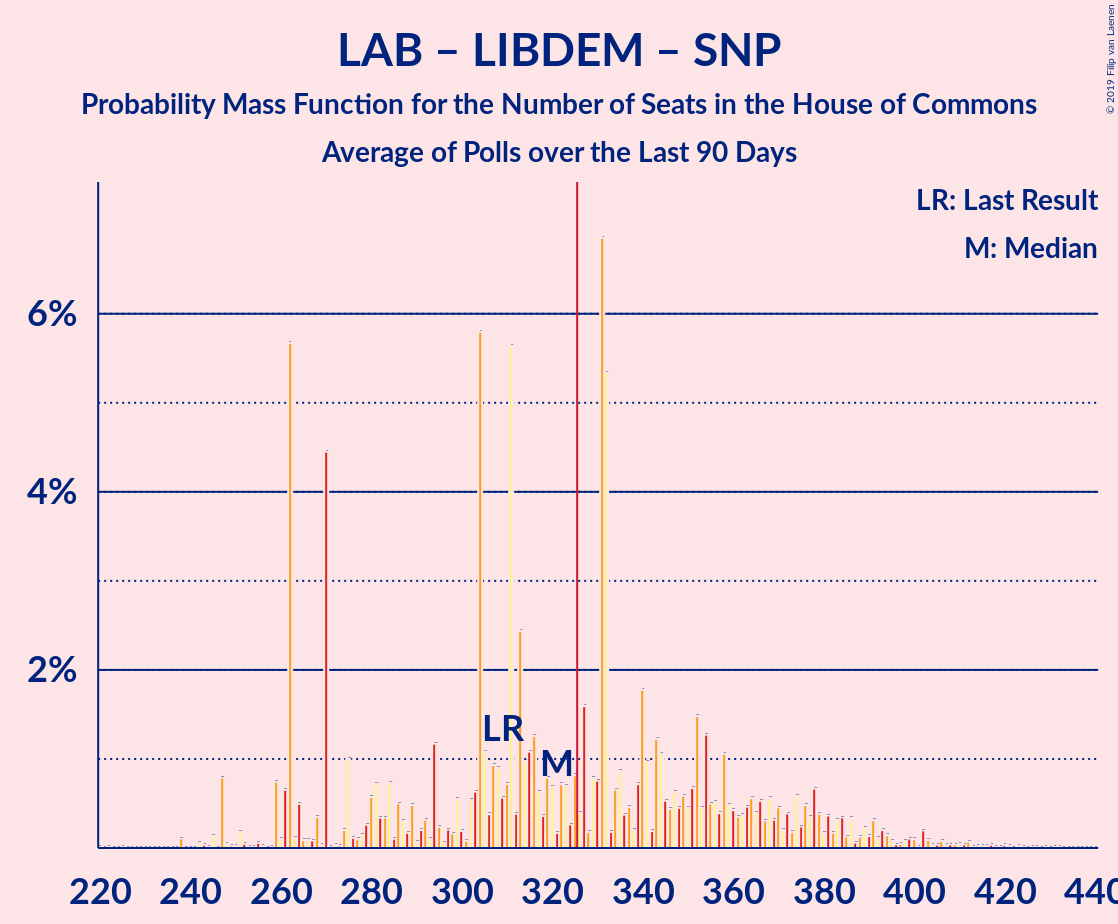 LAB – LIBDEM – SNP
Probability Mass Function for the Number of Seats in the House of Commons
Average of Polls over the Last 90 Days
© 2019 Filip van Laenen
LR: Last Result
M: Median
6%
4%
2%
LR
M
220 240 260 280 300 320 340 360 380 400 420 440